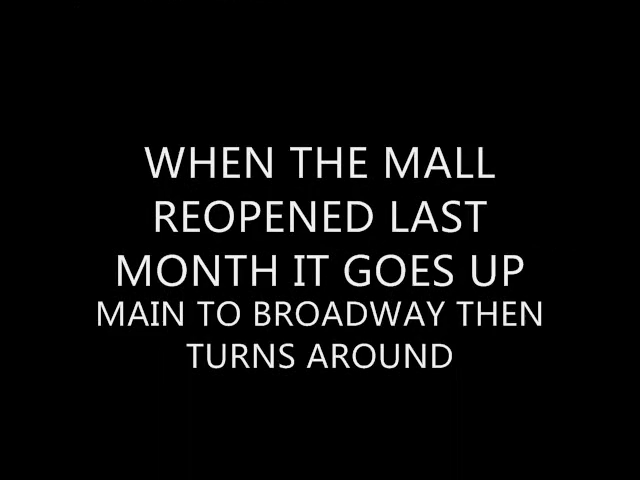 WHEN THE MALL
REOPENED LAST
MONTH IT GOES UP
MAIN TO BROADWAY THEN
TURNS AROUND